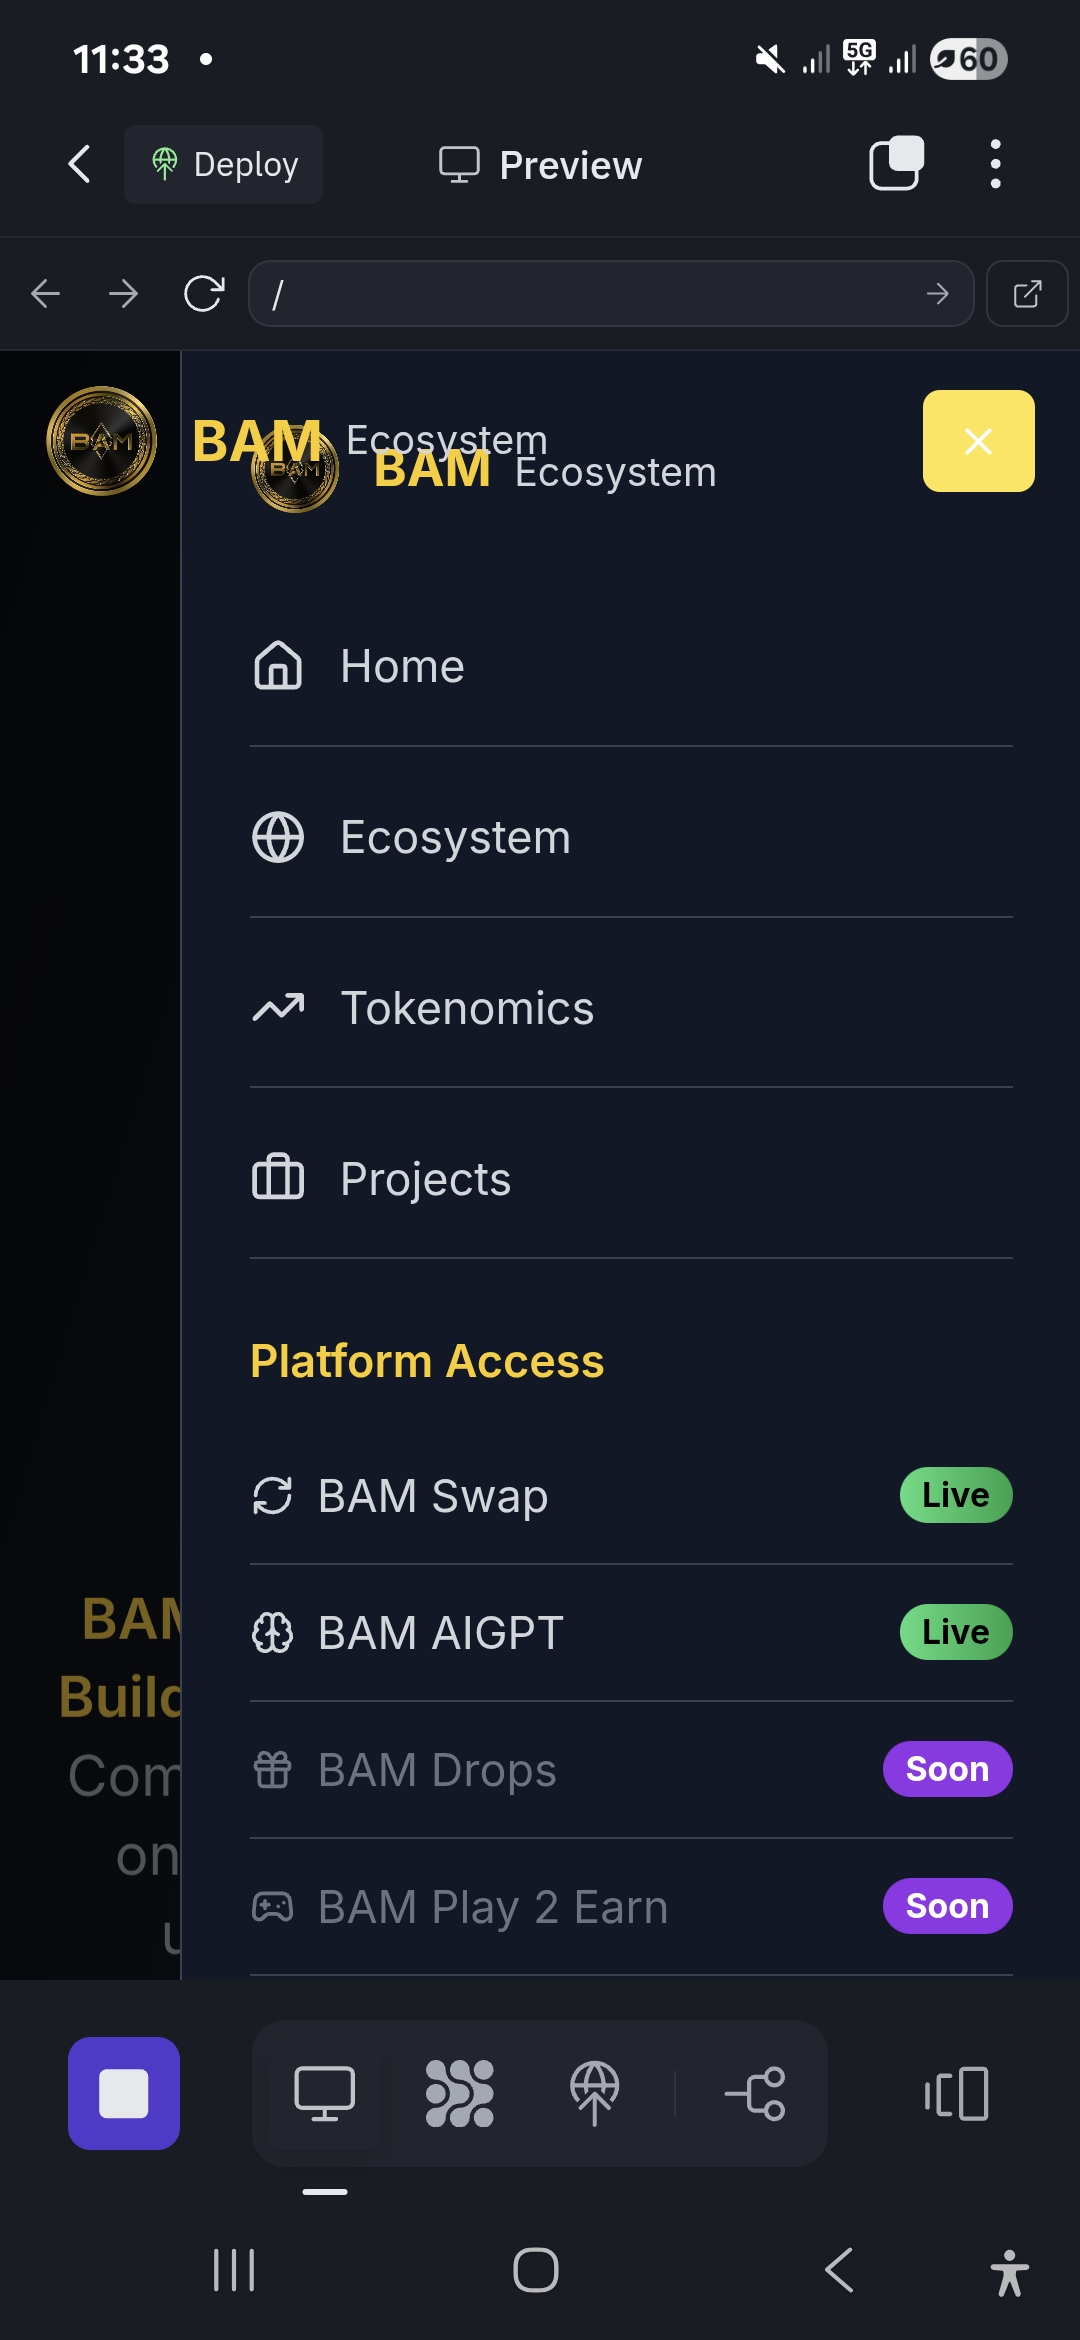 11:33
5G
60
Deploy
Preview
/
BAM
BAM Ecosystem
BAM
BAM Ecosystem
Home
Ecosystem
Tokenomics
Projects
Platform Access
BAM Swap
Live
BAM AIGPT
Live
BAM Drops
Soon
BAM Play 2 Earn
Soon
BAM
Build
Com
on
u